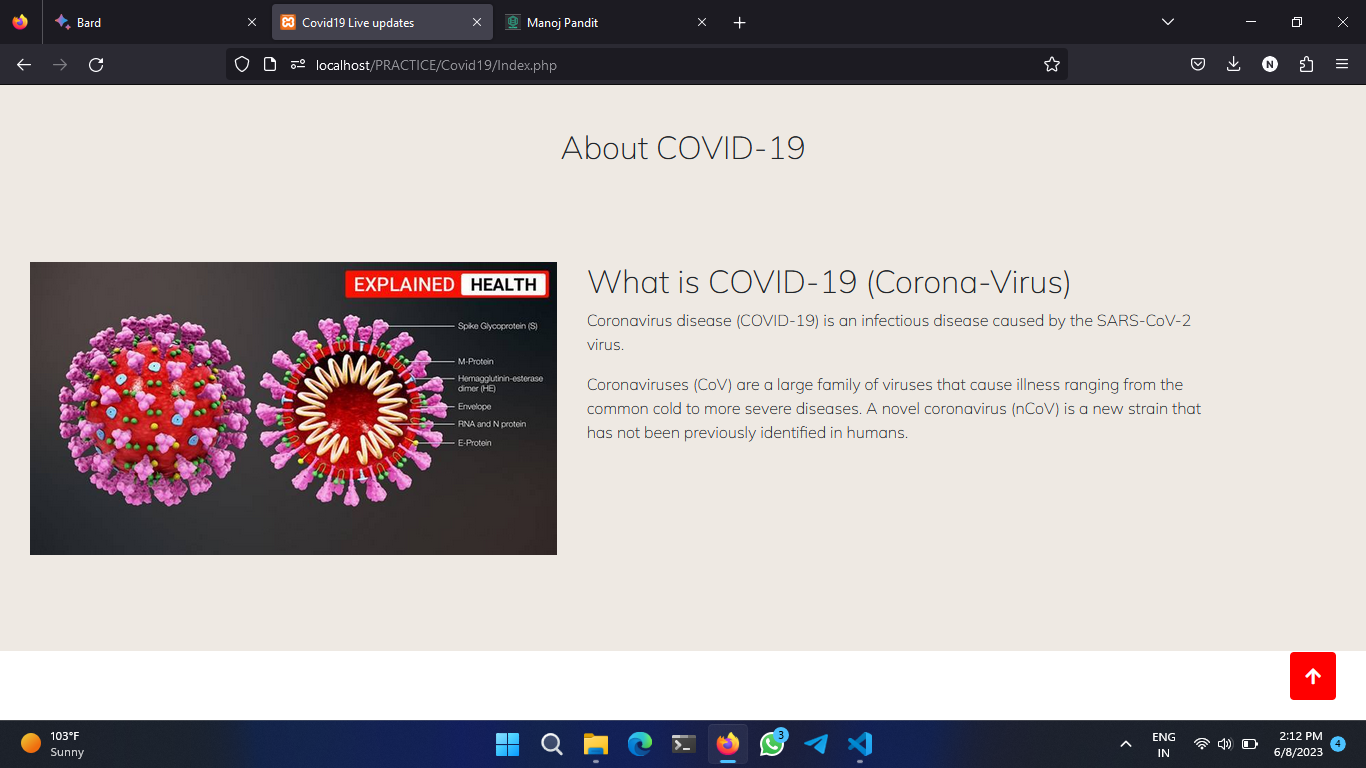 Bard
Covid19 Live updates
Manoj Pandit
localhost/PRACTICE/Covid19/Index.php
N
About COVID-19
EXPLAINED HEALTH
Spike Glycoprotein (S)
M-Protein
Hemagglutinin-esterase
dimer (HE)
Envelope
RNA and N protein
E-Protein
What is COVID-19 (Corona-Virus)
Coronavirus disease (COVID-19) is an infectious disease caused by the SARS-CoV-2
virus.
Coronaviruses (CoV) are a large family of viruses that cause illness ranging from the
common cold to more severe diseases. A novel coronavirus (nCoV) is a new strain that
has not been previously identified in humans.
103°F
Sunny
3
ENG
IN
2:12 PM
6/8/2023
4